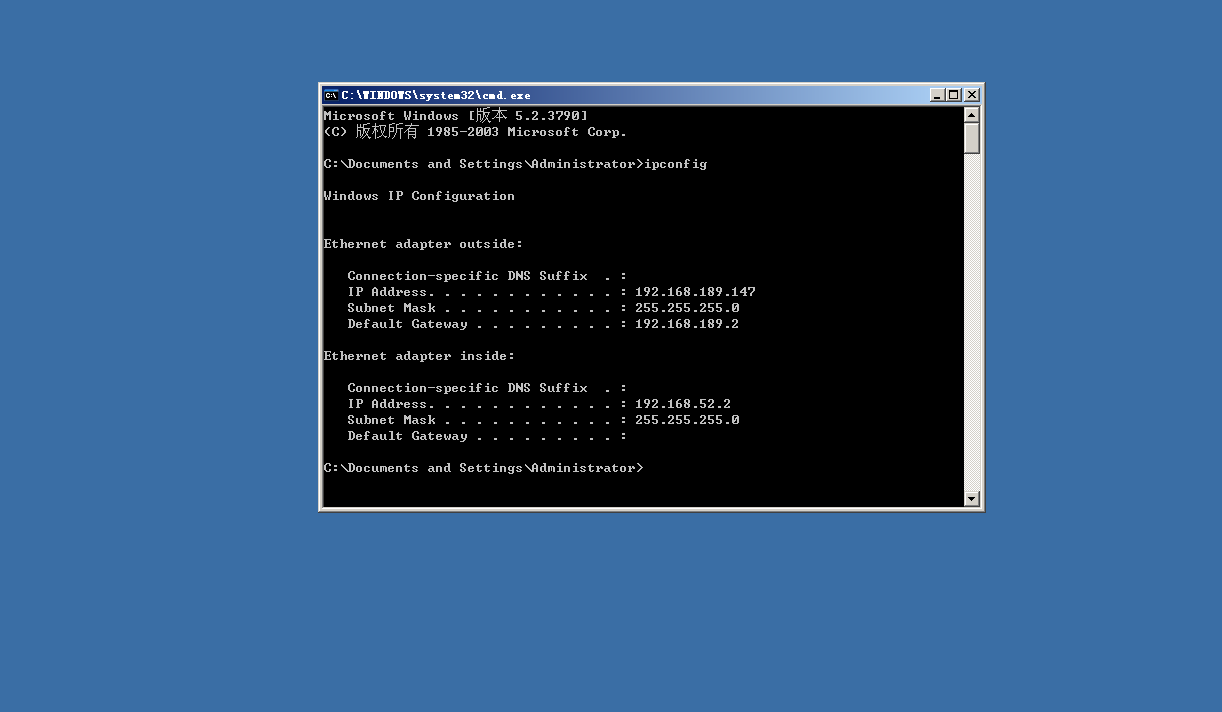 C:\WINDOWS\system32\cmd.exe
Microsoft Windows [版本 5.2.3790]
(C) 版权所有 1985-2003 Microsoft Corp.
C:\Documents and Settings\Administrator>ipconfig
Windows IP Configuration
Ethernet adapter outside:
Connection-specific DNS Suffix  . :
IP Address. . . . . . . . . . . . : 192.168.189.147
Subnet Mask . . . . . . . . . . . : 255.255.255.0
Default Gateway . . . . . . . . . : 192.168.189.2
Ethernet adapter inside:
Connection-specific DNS Suffix  . :
IP Address. . . . . . . . . . . . : 192.168.52.2
Subnet Mask . . . . . . . . . . . : 255.255.255.0
Default Gateway . . . . . . . . . :
C:\Documents and Settings\Administrator>